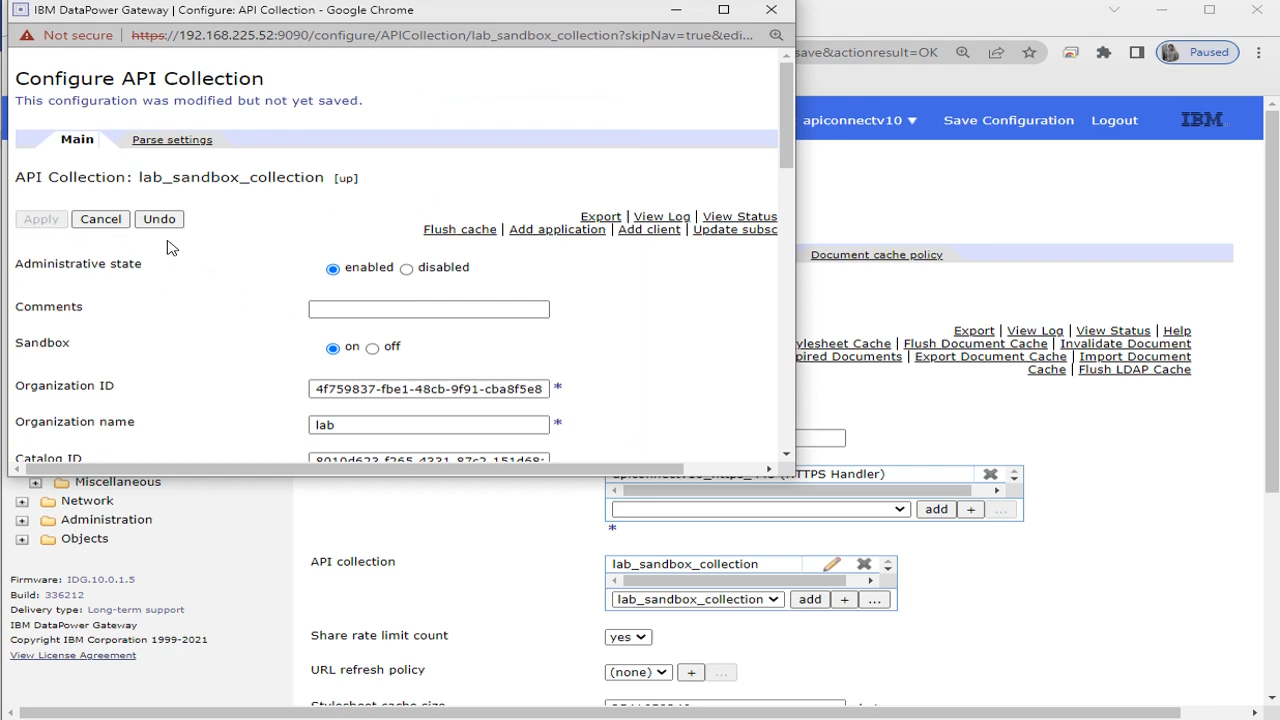 IBM DataPower Gateway | Configure: API Collection - Google Chrome
Not secure https://192.168.225.52:9090/configure/APICollection/lab_sandbox_collection?skipNav=true&edi...
Configure API Collection
This configuration was modified but not yet saved.
Main Parse settings
API Collection: lab_sandbox_collection [up]
Apply Cancel Undo
Export | View Log | View Status
Flush cache | Add application | Add client | Update subsc
Administrative state enabled disabled
Comments
Sandbox on off
Organization ID 4f759837-fbe1-48cb-9f91-cba8f5e8 *
Organization name lab *
Catalog ID 8010d623-f265-4331-87c2-151d68
save&actionresult=OK Paused
apiconnectv10 Save Configuration Logout IBM
Document cache policy
Export | View Log | View Status | Help
ylesheet Cache | Flush Document Cache | Invalidate Document
pired Documents | Export Document Cache | Import Document
Cache | Flush LDAP Cache
(HTTPS Handler)
add + ...
*
Miscellaneous
Network
Administration
Objects
Firmware: IDG.10.0.1.5
Build: 336212
Delivery type: Long-term support
IBM DataPower Gateway
Copyright IBM Corporation 1999-2021
View License Agreement
API collection lab_sandbox_collection
lab_sandbox_collection add + ...
Share rate limit count yes
URL refresh policy (none) + ...
Stylesheet cache size